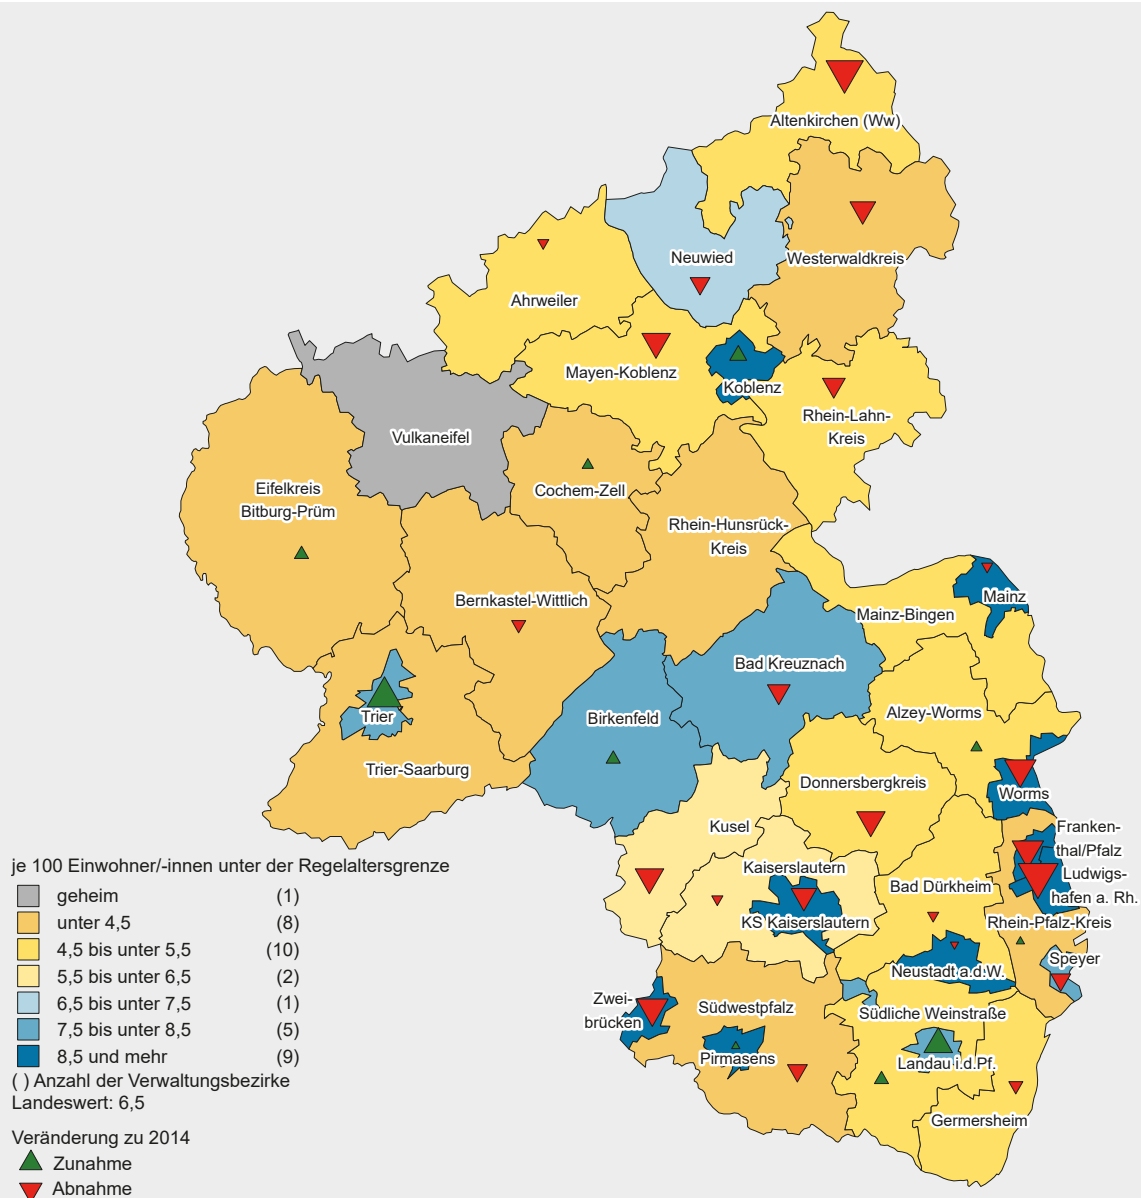 Altenkirchen (Ww)
Neuwied
Westerwaldkreis
Ahrweiler
Mayen-Koblenz
Koblenz
Rhein-Lahn-
Kreis
Vulkaneifel
Eifelkreis
Bitburg-Prüm
Cochem-Zell
Rhein-Hunsrück-
Kreis
Bernkastel-Wittlich
Mainz
Mainz-Bingen
Bad Kreuznach
Birkenfeld
Trier
Alzey-Worms
Trier-Saarburg
Donnersbergkreis
Worms
Kusel
Franken-
thal/Pfalz
Ludwigs-
hafen a. Rh.
Kaiserslautern
Bad Dürkheim
KS Kaiserslautern
Rhein-Pfalz-Kreis
Neustadt a.d.W.
Speyer
Zwei-
brücken
Südwestpfalz
Südliche Weinstraße
Pirmasens
Landau i.d.Pf.
Germersheim
je 100 Einwohner/-innen unter der Regelaltersgrenze
geheim (1)
unter 4,5 (8)
4,5 bis unter 5,5 (10)
5,5 bis unter 6,5 (2)
6,5 bis unter 7,5 (1)
7,5 bis unter 8,5 (5)
8,5 und mehr (9)
( ) Anzahl der Verwaltungsbezirke
Landeswert: 6,5
Veränderung zu 2014
Zunahme
Abnahme